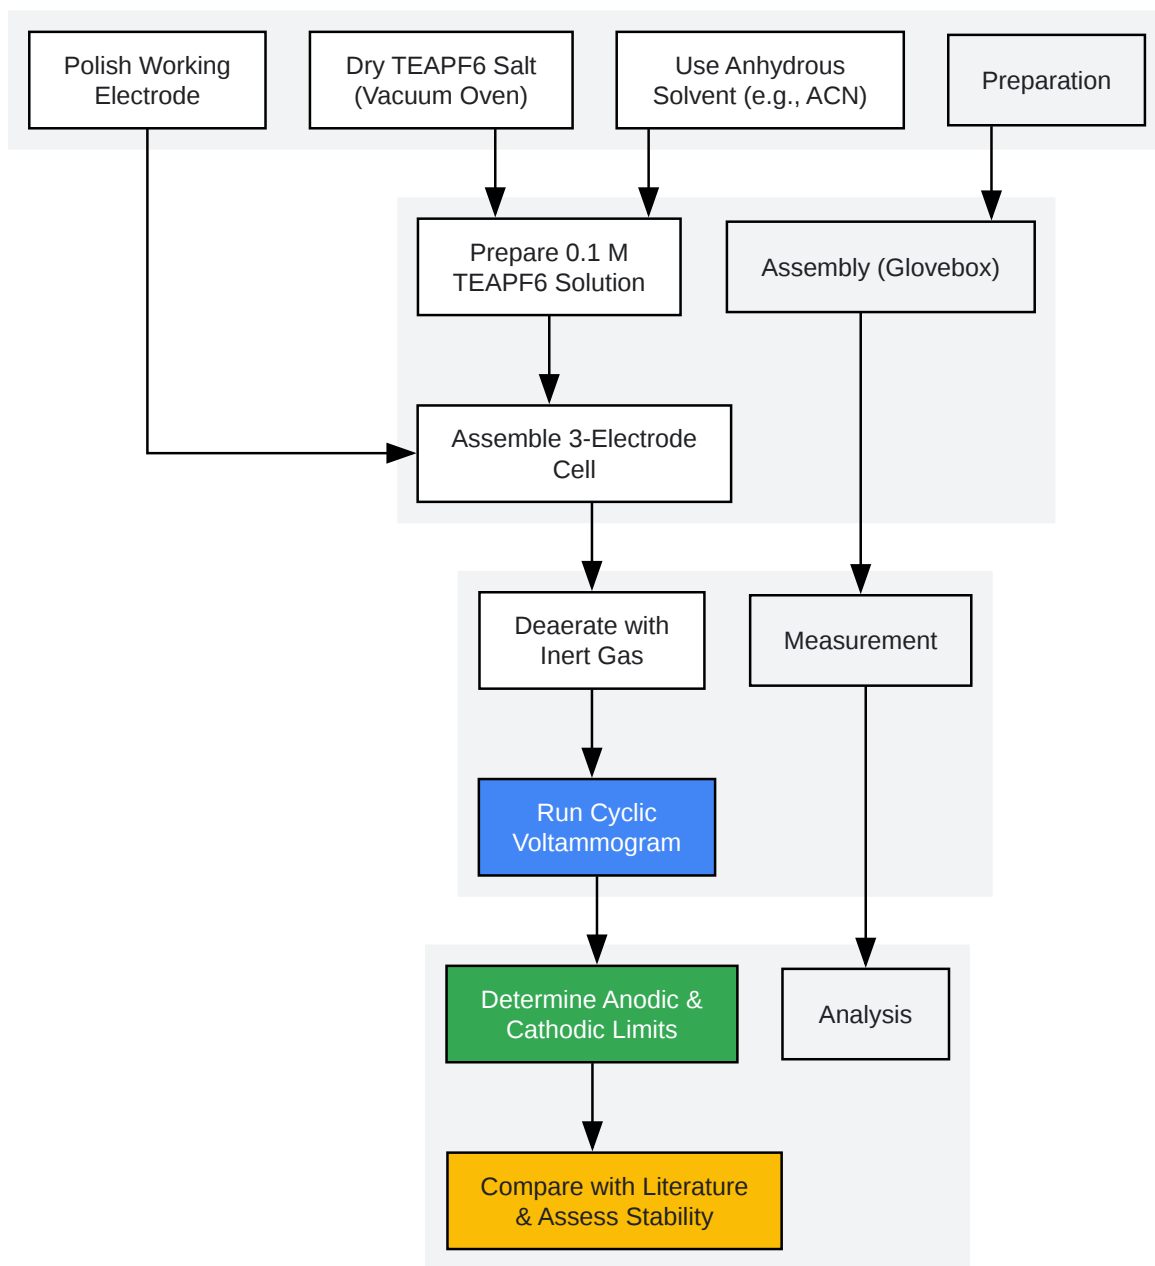 Polish Working
Electrode
Dry TEAPF6 Salt
(Vacuum Oven)
Use Anhydrous
Solvent (e.g., ACN)
Preparation
Prepare 0.1 M
TEAPF6 Solution
Assembly (Glovebox)
Assemble 3-Electrode
Cell
Deaerate with
Inert Gas
Measurement
Run Cyclic
Voltammogram
Determine Anodic &
Cathodic Limits
Analysis
Compare with Literature
& Assess Stability